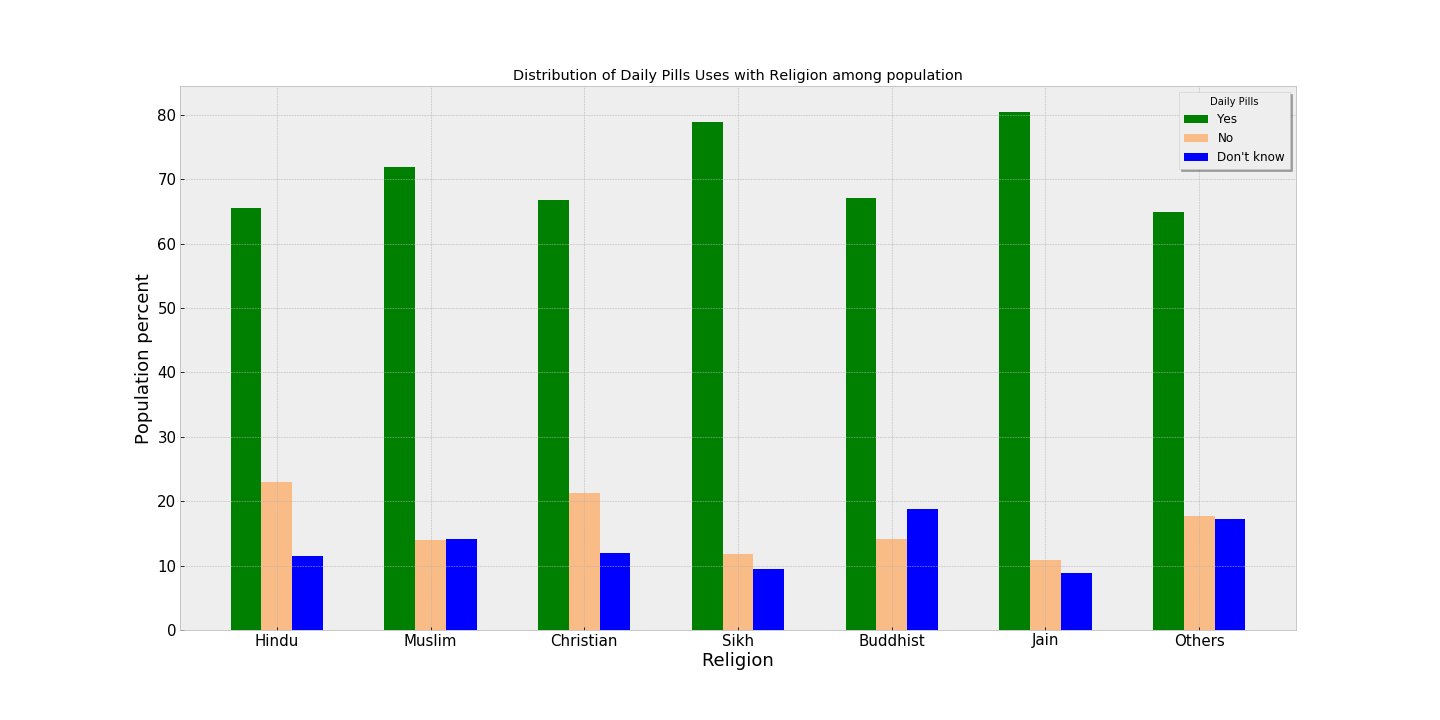 Distribution of Daily Pills Uses with Religion among population
Daily Pills
Yes
No
Don't know
Population percent
80
70
60
50
40
30
20
10
0
Hindu Muslim Christian Sikh Buddhist Jain Others
Religion